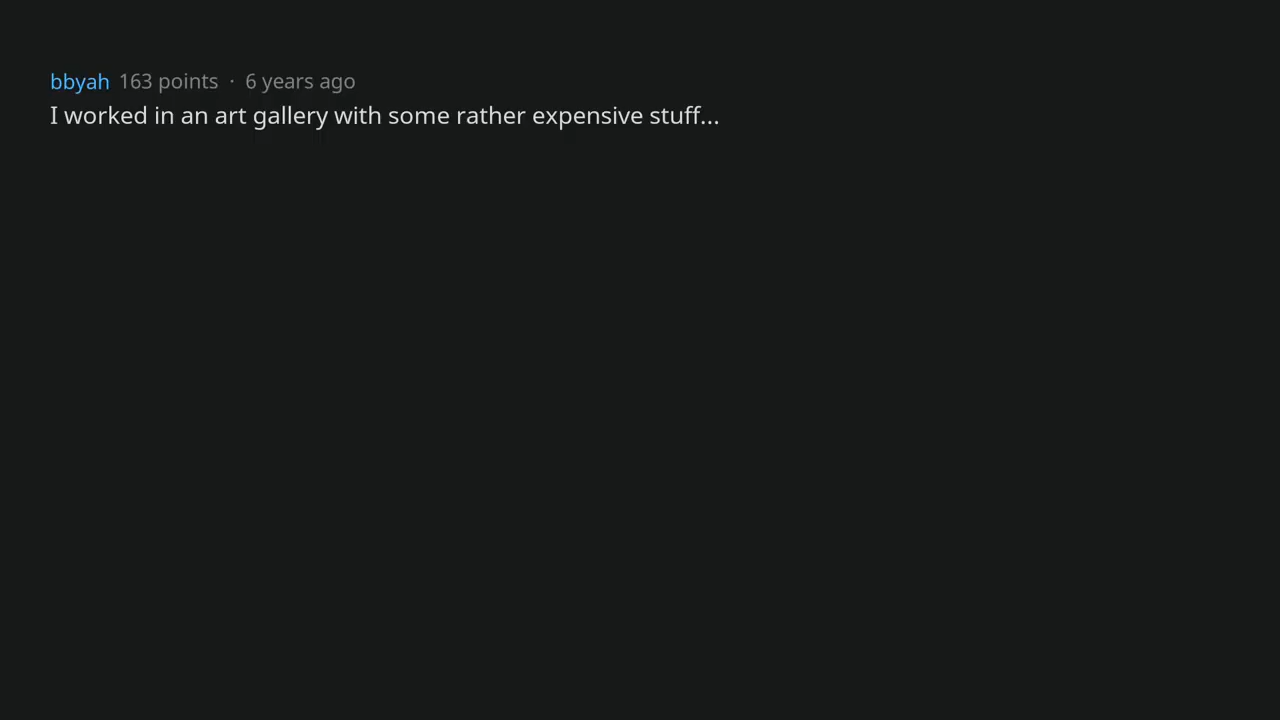 bbyah 163 points · 6 years ago
I worked in an art gallery with some rather expensive stuff...